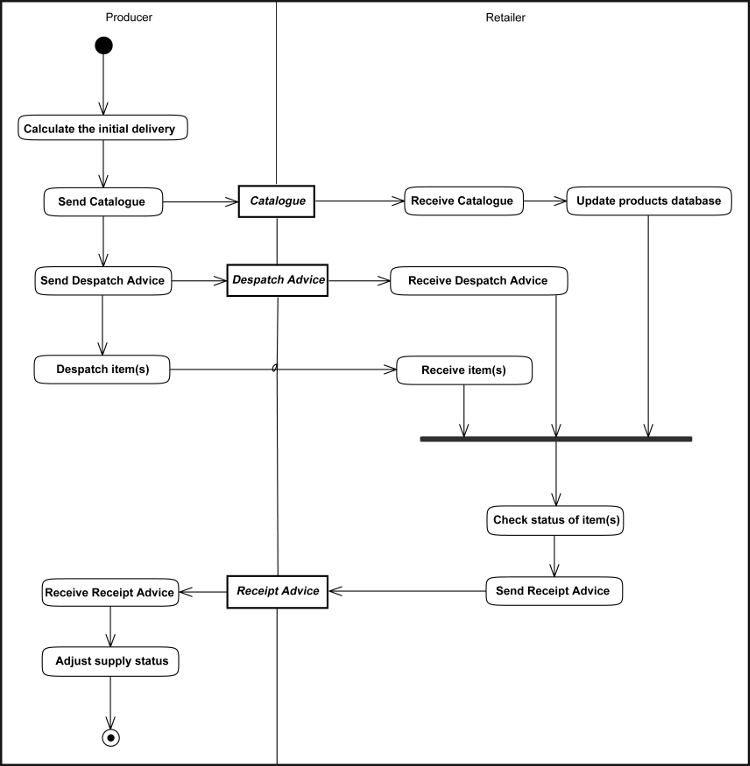 Producer
Retailer
Calculate the initial delivery
Send Catalogue
Catalogue
Receive Catalogue
Update products database
Send Despatch Advice
Despatch Advice
Receive Despatch Advice
Despatch item(s)
Receive item(s)
Check status of item(s)
Receive Receipt Advice
Receipt Advice
Send Receipt Advice
Adjust supply status